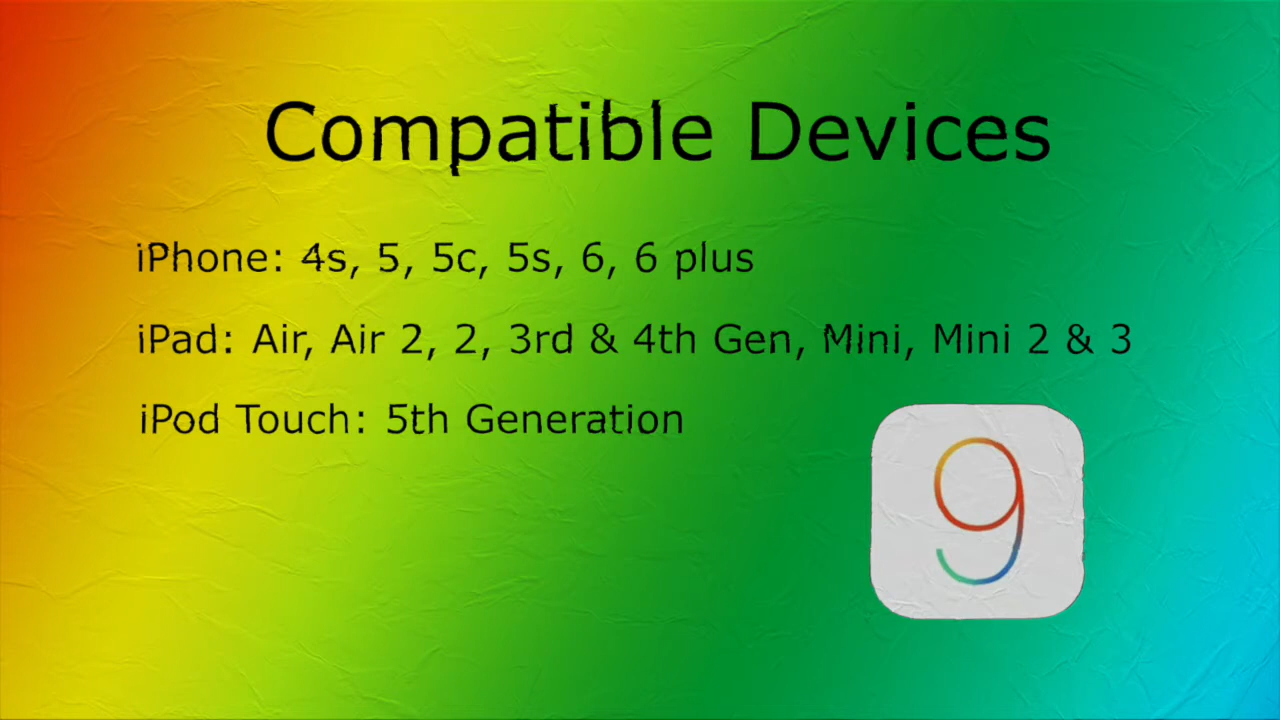 Compatible Devices
iPhone: 4s, 5, 5c, 5s, 6, 6 plus
iPad: Air, Air 2, 2, 3rd & 4th Gen, Mini, Mini 2 & 3
iPod Touch: 5th Generation
9